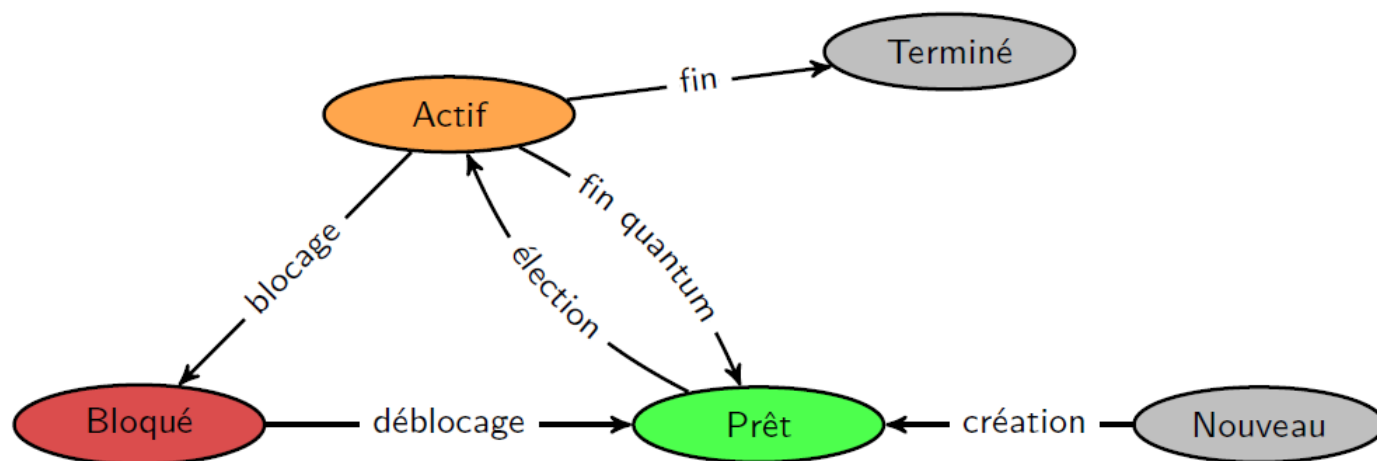 Terminé
fin
Actif
fin quantum
blocage
élection
Bloqué
déblocage
Prêt
création
Nouveau